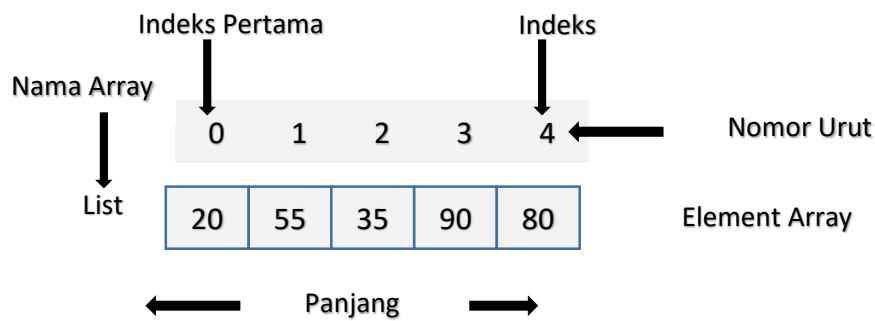 Indeks Pertama Indeks
Nama Array
0 1 2 3 4 Nomor Urut
List 20 55 35 90 80 Element Array
Panjang